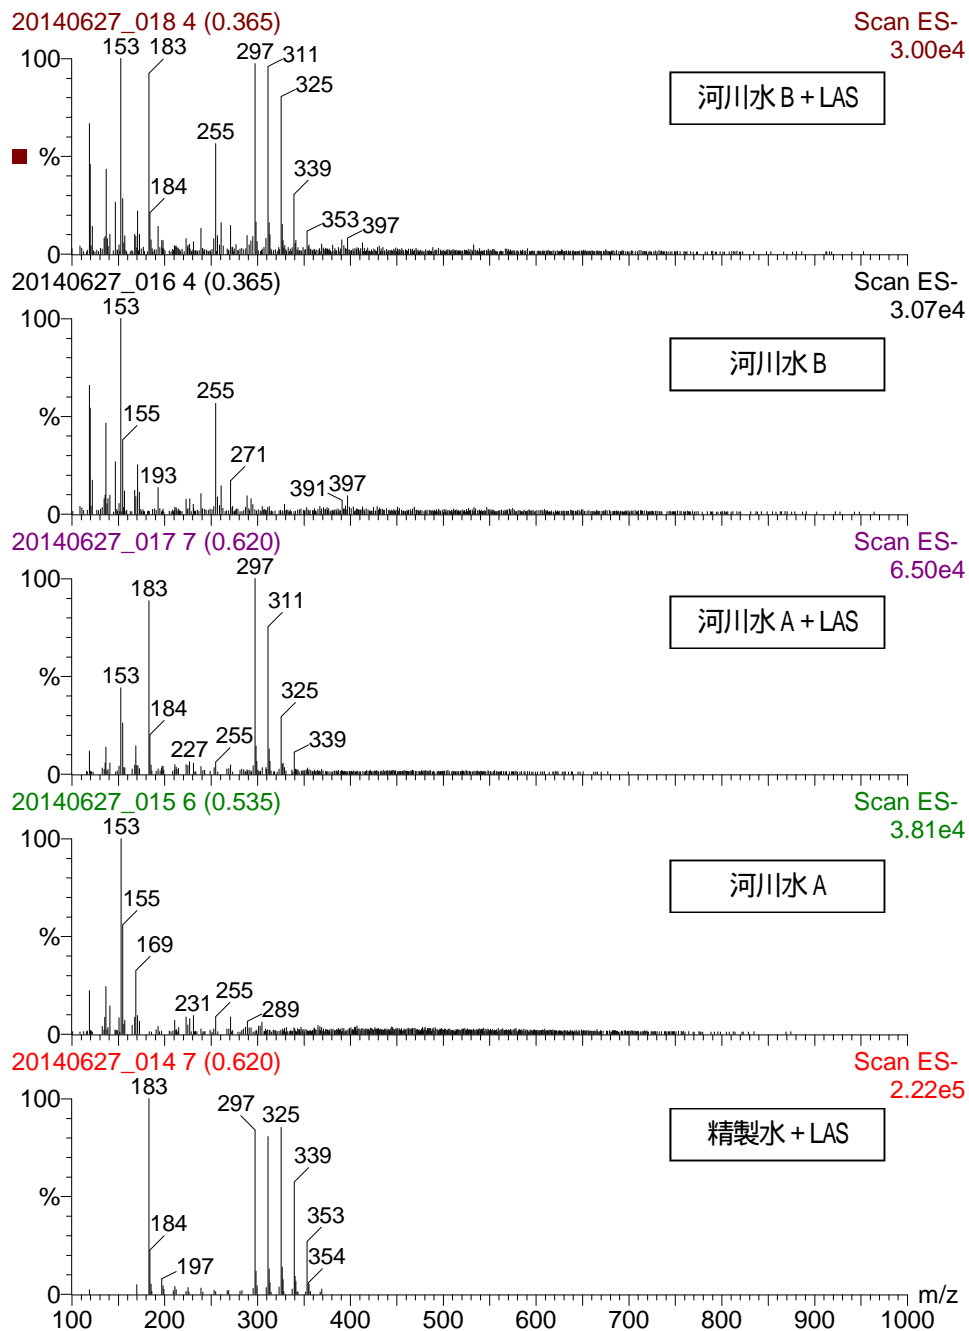 20140627_018 4 (0.365)
Scan ES-
3.00e4
100
%
0
153
183
184
255
297
311
325
339
353
397
河川水 B + LAS
20140627_016 4 (0.365)
Scan ES-
3.07e4
100
%
0
153
155
193
255
271
391
397
河川水 B
20140627_017 7 (0.620)
Scan ES-
6.50e4
100
%
0
153
183
184
227
255
297
311
325
339
河川水 A + LAS
20140627_015 6 (0.535)
Scan ES-
3.81e4
100
%
0
153
155
169
231
255
289
河川水 A
20140627_014 7 (0.620)
Scan ES-
2.22e5
100
%
0
183
184
197
297
325
339
353
354
精製水 + LAS
m/z
100 200 300 400 500 600 700 800 900 1000